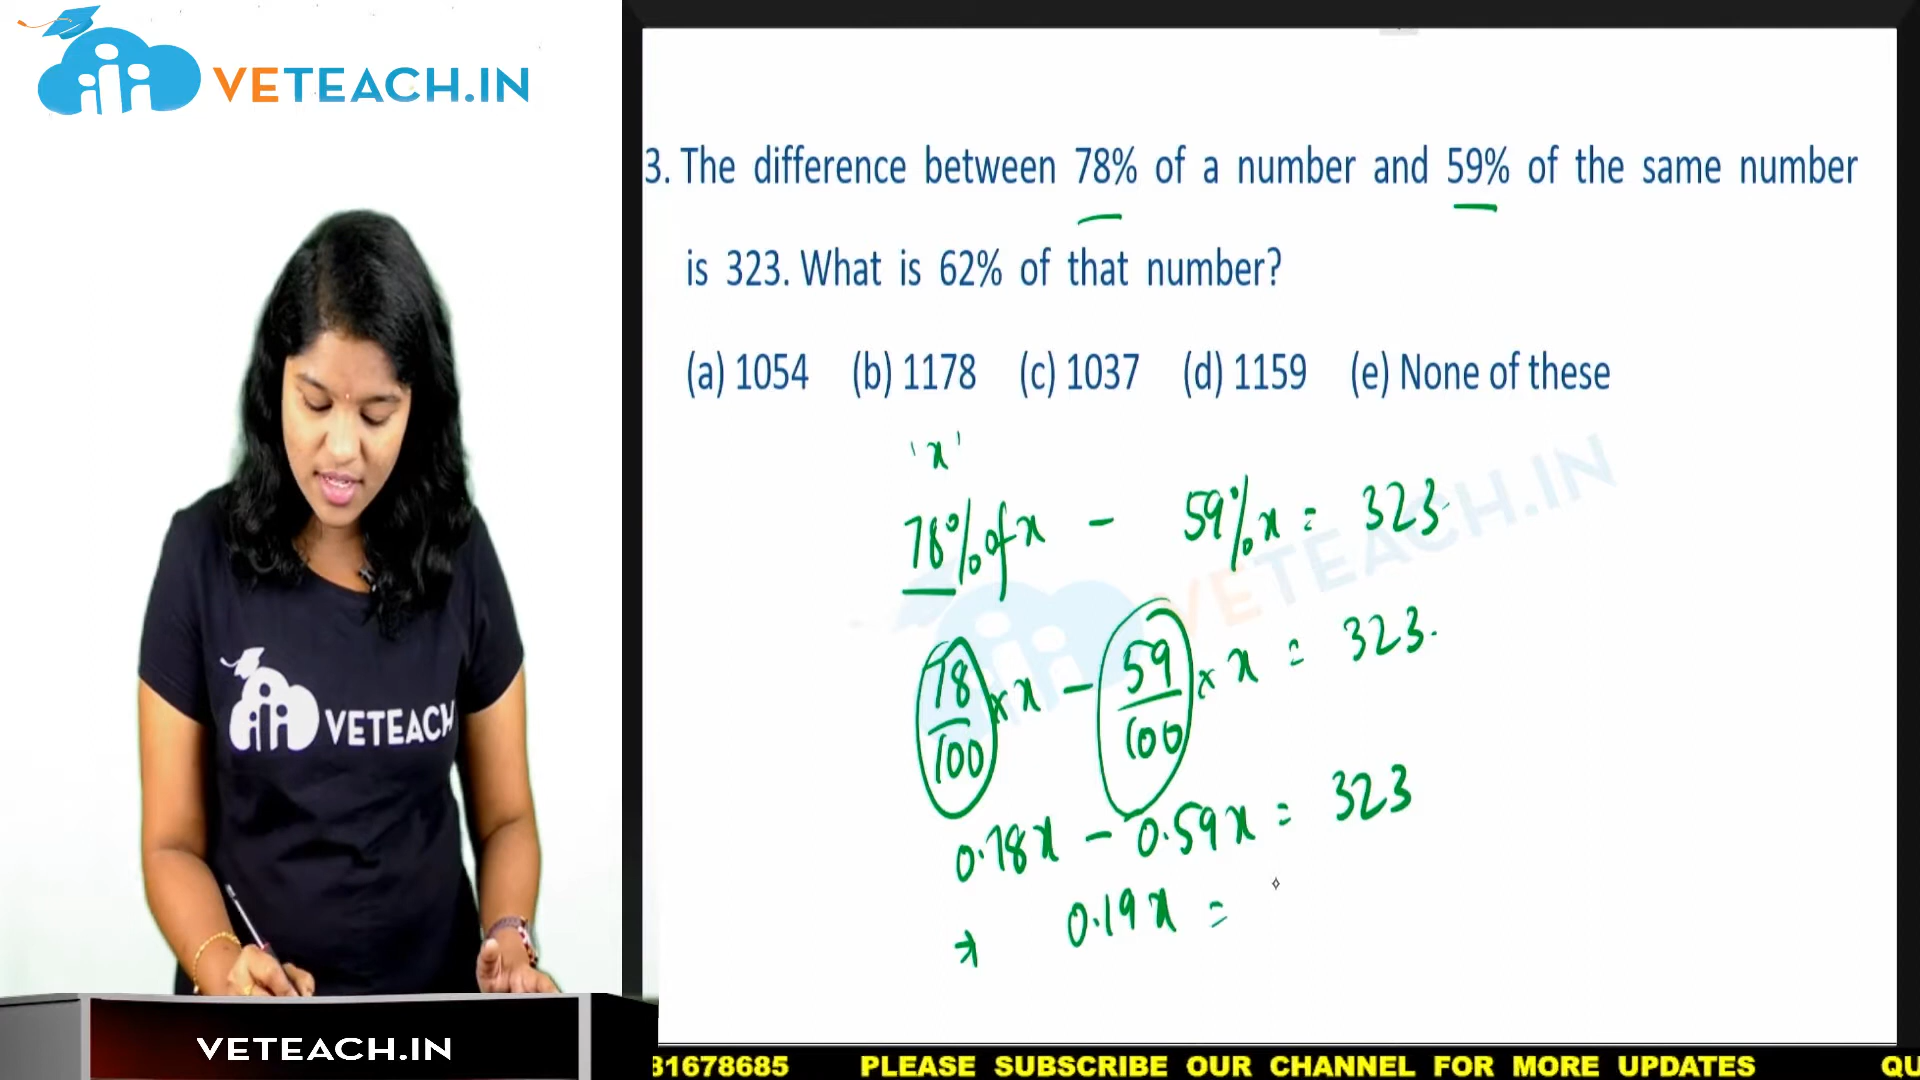 VETEACH.IN
3. The difference between 78% of a number and 59% of the same number
is 323. What is 62% of that number?
(a) 1054 (b) 1178 (c) 1037 (d) 1159 (e) None of these
'x'
78% of x - 59% x = 323.
78/100 × x - 59/100 × x = 323.
0.78x - 0.59x = 323
0.19x =
VETEACH.IN
VETEACH
VETEACH.IN
31678685 PLEASE SUBSCRIBE OUR CHANNEL FOR MORE UPDATES QU